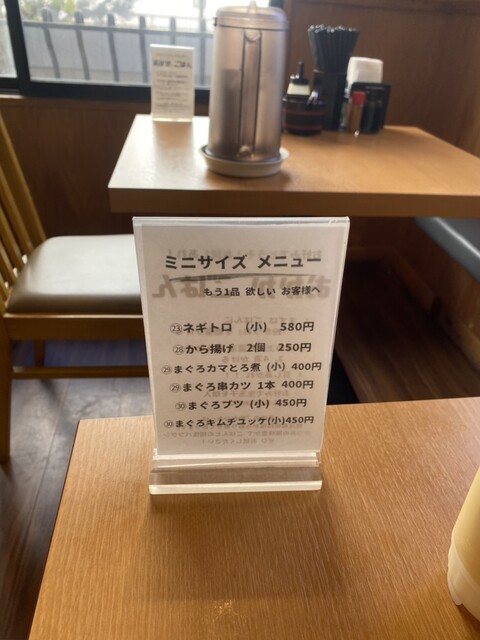 ミニサイズ メニュー
もう1品 欲しい お客様へ
㉓ネギトロ (小) 580円
㉘から揚げ 2個 250円
㉙まぐろカマとろ煮 (小) 400円
㉙まぐろ串カツ 1本 400円
㉚まぐろブツ (小) 450円
㉚まぐろキムチユッケ(小)450円